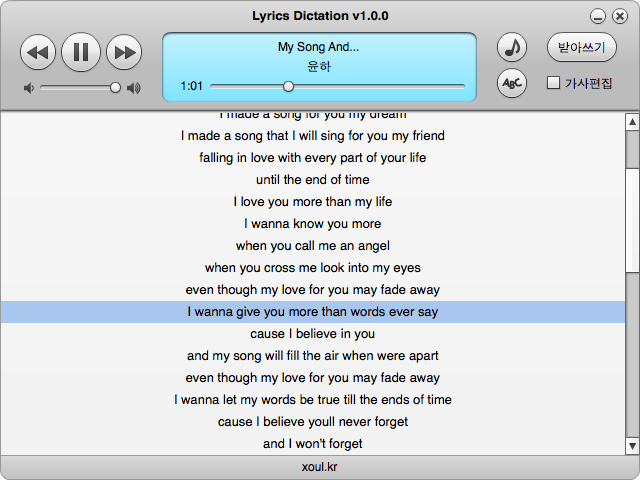 Lyrics Dictation v1.0.0
My Song And...
윤하
1:01
ABC
받아쓰기
가사편집
I made a song for you my dream
I made a song that I will sing for you my friend
falling in love with every part of your life
until the end of time
I love you more than my life
I wanna know you more
when you call me an angel
when you cross me look into my eyes
even though my love for you may fade away
I wanna give you more than words ever say
cause I believe in you
and my song will fill the air when were apart
even though my love for you may fade away
I wanna let my words be true till the ends of time
cause I believe youll never forget
and I won't forget
xoul.kr